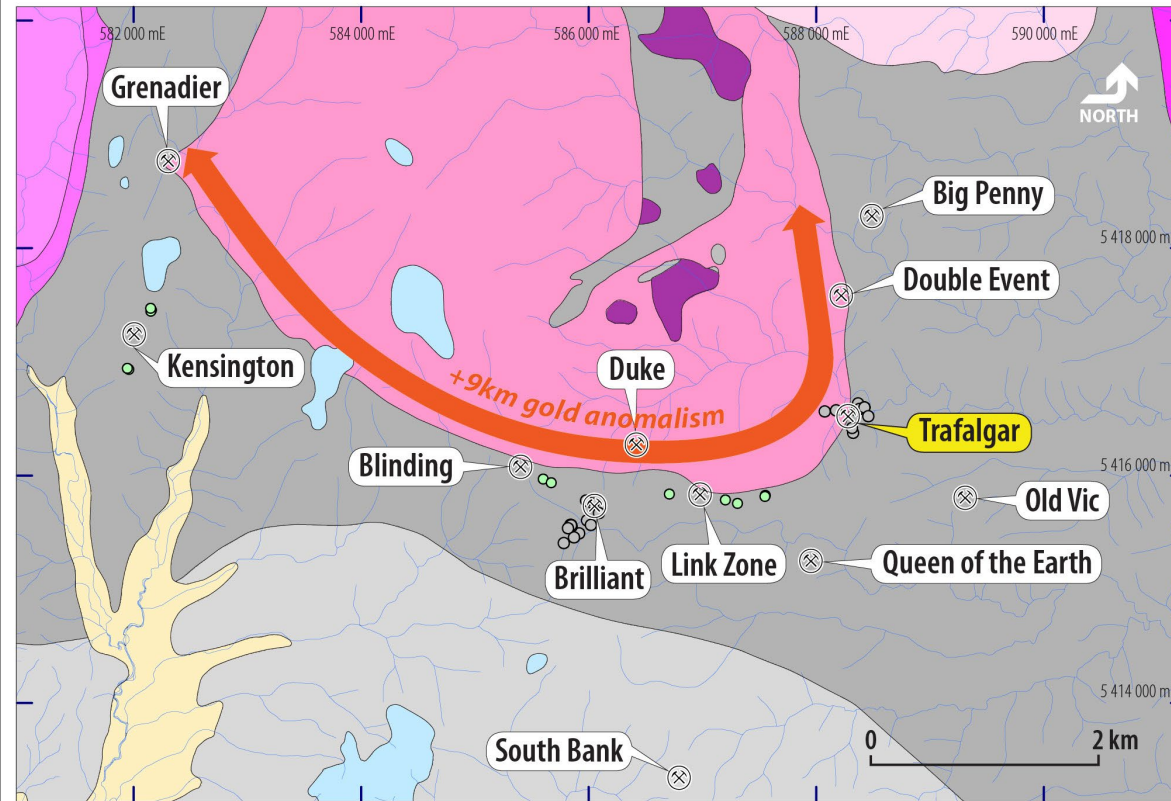 582 000 mE
584 000 mE
586 000 mE
588 000 mE
590 000 mE
Grenadier
NORTH
Big Penny
5 418 000 m
Double Event
Kensington
Duke
+9km gold anomalism
Trafalgar
Blinding
5 416 000 m
Old Vic
Link Zone
Queen of the Earth
Brilliant
5 414 000 m
South Bank
0
2 km